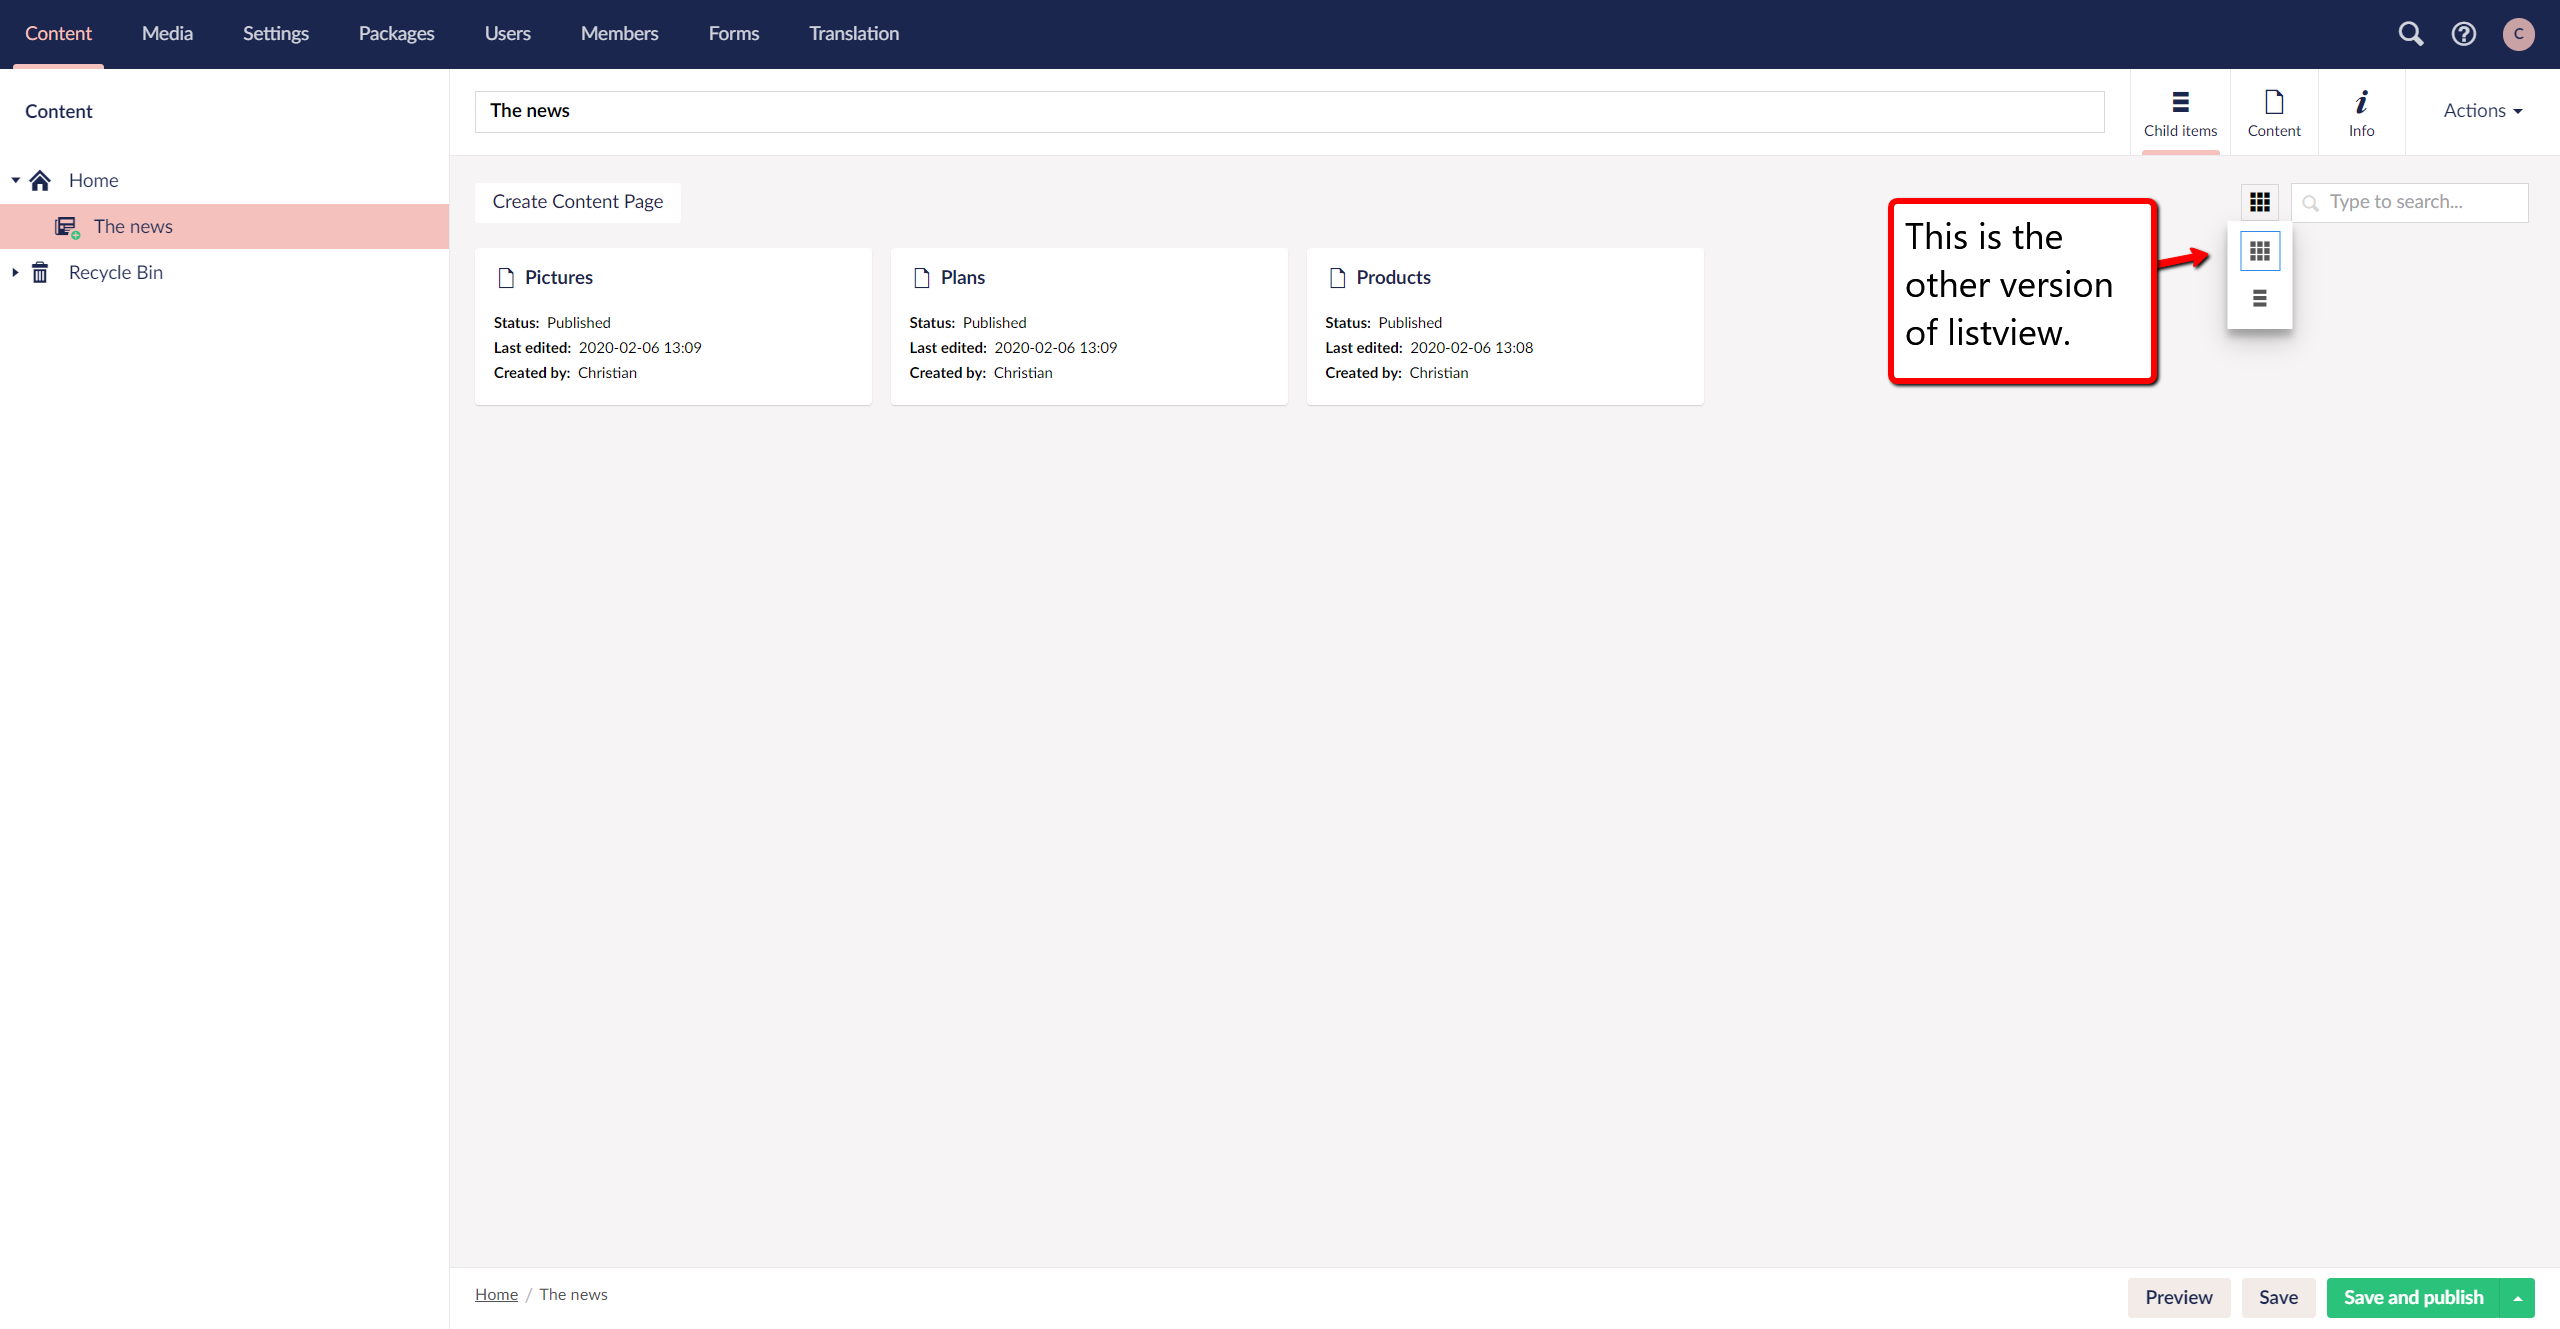 Content Media Settings Packages Users Members Forms Translation
C
Content
The news
Child items
Content
Info
Actions
Home
The news
Recycle Bin
Create Content Page
Type to search...
This is the
other version
of listview.
Pictures
Status: Published
Last edited: 2020-02-06 13:09
Created by: Christian
Plans
Status: Published
Last edited: 2020-02-06 13:09
Created by: Christian
Products
Status: Published
Last edited: 2020-02-06 13:08
Created by: Christian
Home / The news
Preview
Save
Save and publish